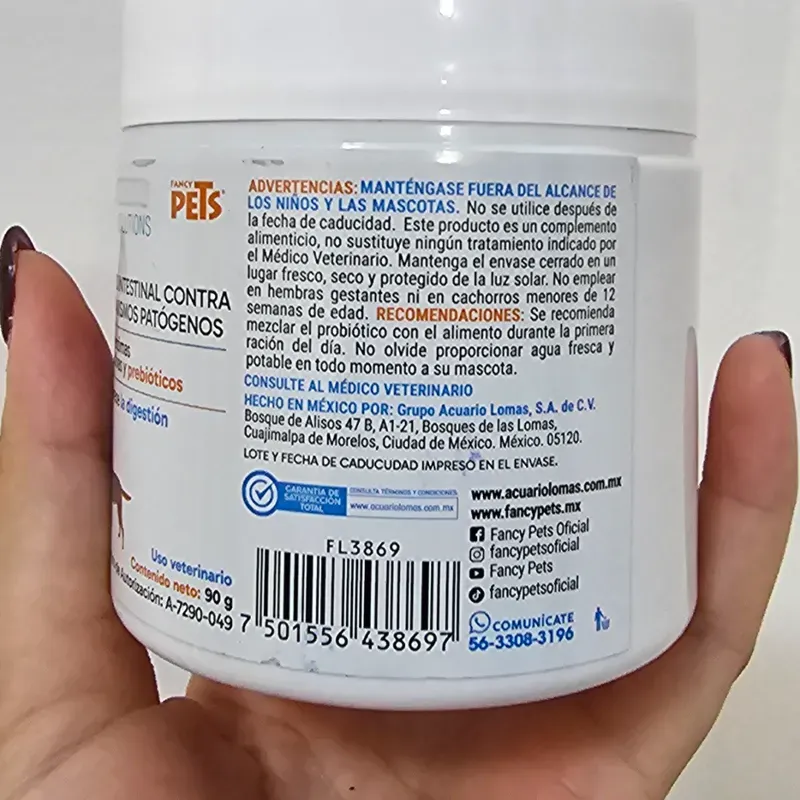 FANCY
PETS
INTESTINAL CONTRA
PATÓGENOS
y prebióticos
digestión
Uso veterinario
Contenido neto: 90 g
Autorización: A-7290-049
ADVERTENCIAS: MANTÉNGASE FUERA DEL ALCANCE DE
LOS NIÑOS Y LAS MASCOTAS. No se utilice después de
la fecha de caducidad. Este producto es un complemento
alimenticio, no sustituye ningún tratamiento indicado por
el Médico Veterinario. Mantenga el envase cerrado en un
lugar fresco, seco y protegido de la luz solar. No emplear
en hembras gestantes ni en cachorros menores de 12
semanas de edad. RECOMENDACIONES: Se recomienda
mezclar el probiótico con el alimento durante la primera
ración del día. No olvide proporcionar agua fresca y
potable en todo momento a su mascota.
CONSULTE AL MÉDICO VETERINARIO
HECHO EN MÉXICO POR: Grupo Acuario Lomas, S.A. de C.V.
Bosque de Alisos 47 B, A1-21, Bosques de las Lomas,
Cuajimalpa de Morelos, Ciudad de México. México. 05120.
LOTE Y FECHA DE CADUCUDAD IMPRESO EN EL ENVASE.
GARANTIA DE
SATISFACCIÓN
TOTAL
CONSULTA TÉRMINOS Y CONDICIONES
www.acuariolomas.com.mx
www.acuariolomas.com.mx
www.fancypets.mx
Fancy Pets Oficial
fancypetsoficial
Fancy Pets
fancypetsoficial
COMUNÍCATE
56-3308-3196
FL3869
7 501556 438697